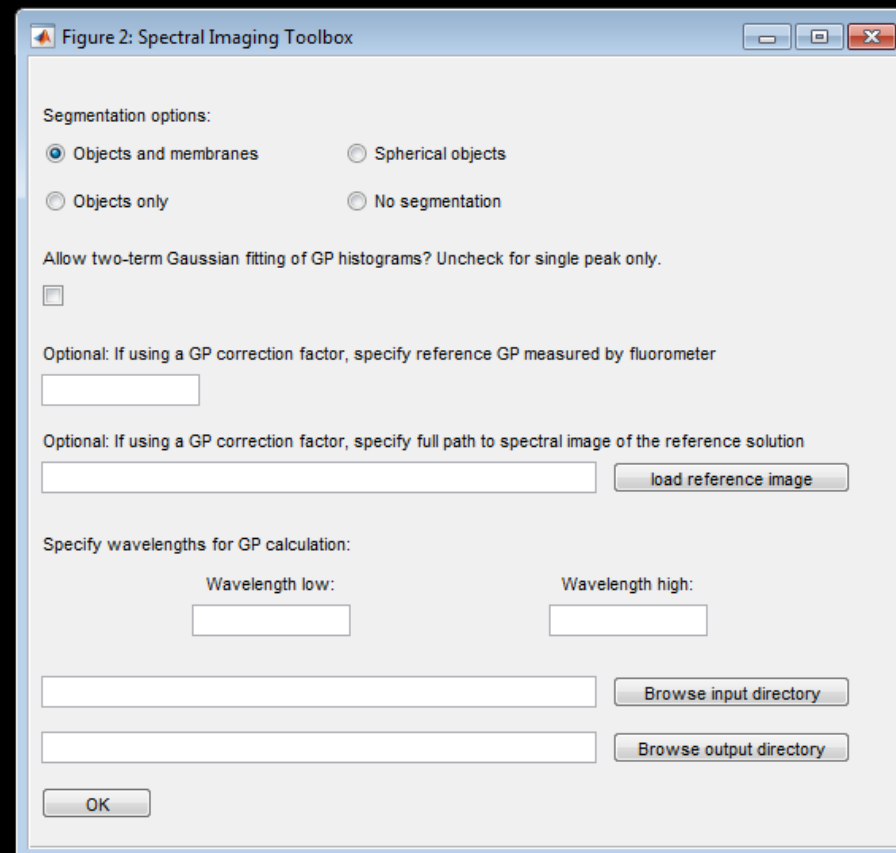 Figure 2: Spectral Imaging Toolbox
Segmentation options:
Objects and membranes Spherical objects
Objects only No segmentation
Allow two-term Gaussian fitting of GP histograms? Uncheck for single peak only.
Optional: If using a GP correction factor, specify reference GP measured by fluorometer
Optional: If using a GP correction factor, specify full path to spectral image of the reference solution
load reference image
Specify wavelengths for GP calculation:
Wavelength low: Wavelength high:
Browse input directory
Browse output directory
OK